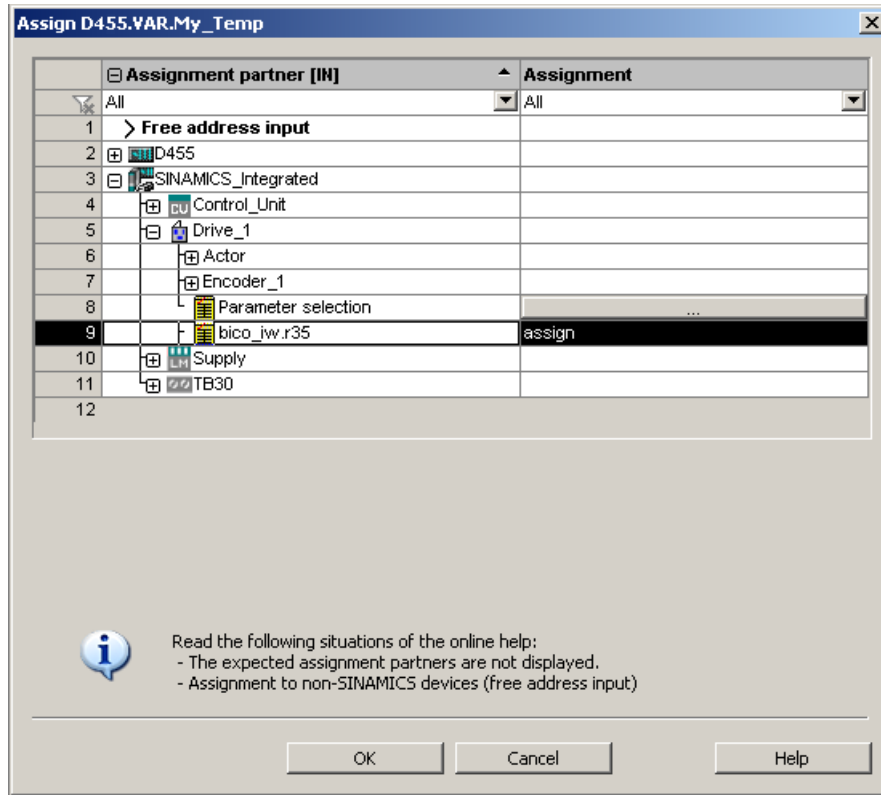 Assign D455.VAR.My_Temp
Assignment partner [IN] Assignment
All All
1 Free address input
2 D455
3 SINAMICS_Integrated
4 CU Control_Unit
5 Drive_1
6 Actor
7 Encoder_1
8 Parameter selection ...
9 bico_iw.r35 assign
10 LM Supply
11 TB30
12
Read the following situations of the online help:
- The expected assignment partners are not displayed.
- Assignment to non-SINAMICS devices (free address input)
OK Cancel Help